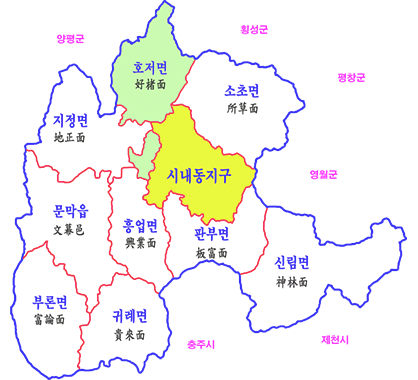 양평군
횡성군
호저면
好楮面
소초면
所草面
평창군
지정면
地正面
시내동지구
영월군
문막읍
文幕邑
흥업면
興業面
판부면
板富面
신림면
神林面
부론면
富論面
귀래면
貴來面
충주시
제천시